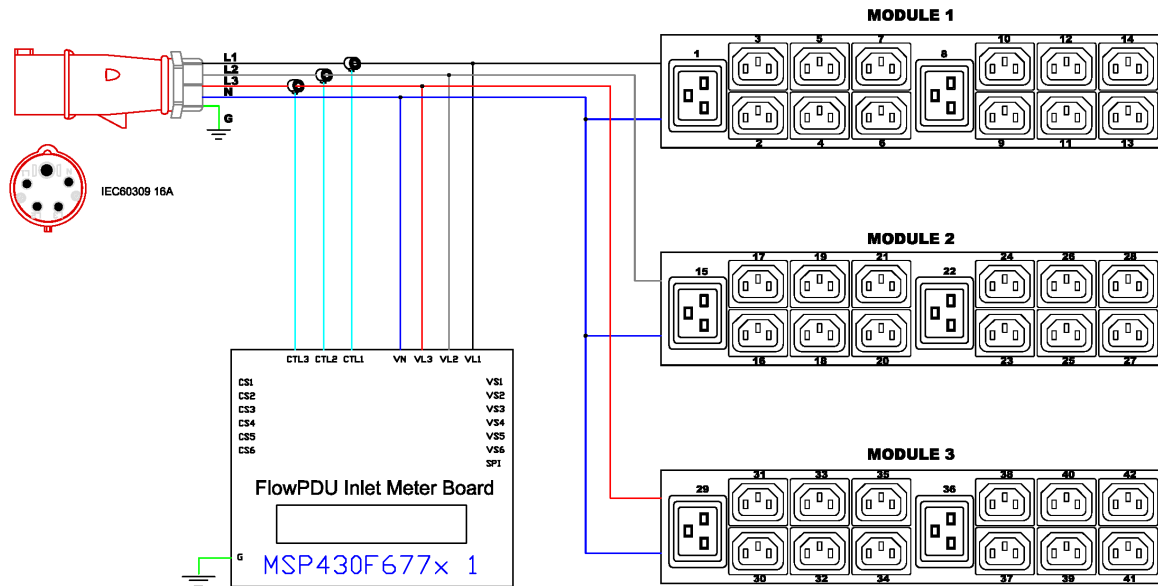 MODULE 1
L1
L2
L3
N
G
IEC60309 16A
3 5 7 10 12 14
1 8
2 4 6 9 11 13
MODULE 2
17 19 21 24 26 28
15 22
16 18 20 23 25 27
CTL3 CTL2 CTL1 VN VL3 VL2 VL1
CS1 VS1
CS2 VS2
CS3 VS3
CS4 VS4
CS5 VS5
CS6 VS6
SPI
FlowPDU Inlet Meter Board
G
MSP430F677x 1
MODULE 3
31 33 35 38 40 42
29 36
30 32 34 37 39 41